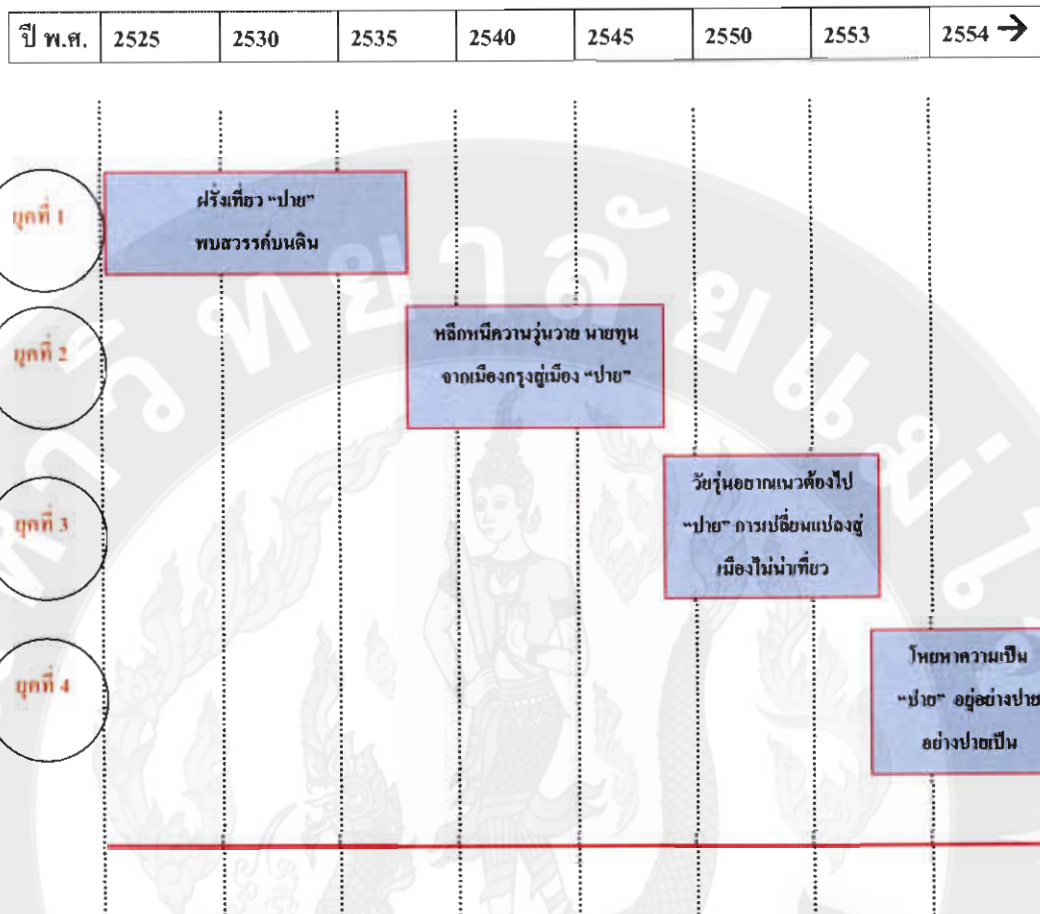 ปี พ.ศ. 2525 2530 2535 2540 2545 2550 2553 2554 →
ยุคที่ 1
ฝรั่งเที่ยว “ปาย”
พบสวรรค์บนดิน
ยุคที่ 2
หลีกหนีความวุ่นวาย นายทุน
จากเมืองกรุงสู่เมือง “ปาย”
ยุคที่ 3
วัยรุ่นอยากแนวต้องไป
“ปาย” การเปลี่ยนแปลงสู่
เมืองไม่น่าเที่ยว
ยุคที่ 4
โหยหาความเป็น
“ปาย” อยู่อย่างปาย
อย่างปายเป็น